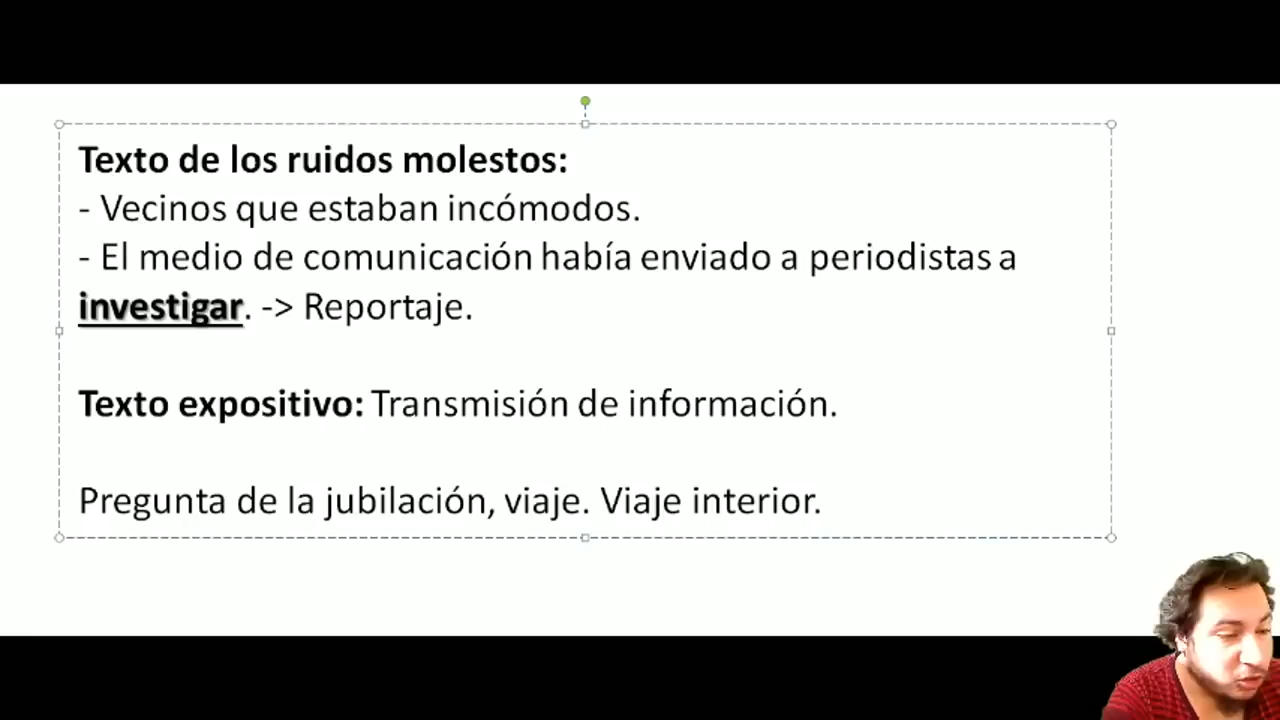 Texto de los ruidos molestos:
- Vecinos que estaban incómodos.
- El medio de comunicación había enviado a periodistas a
investigar. -> Reportaje.
Texto expositivo: Transmisión de información.
Pregunta de la jubilación, viaje. Viaje interior.